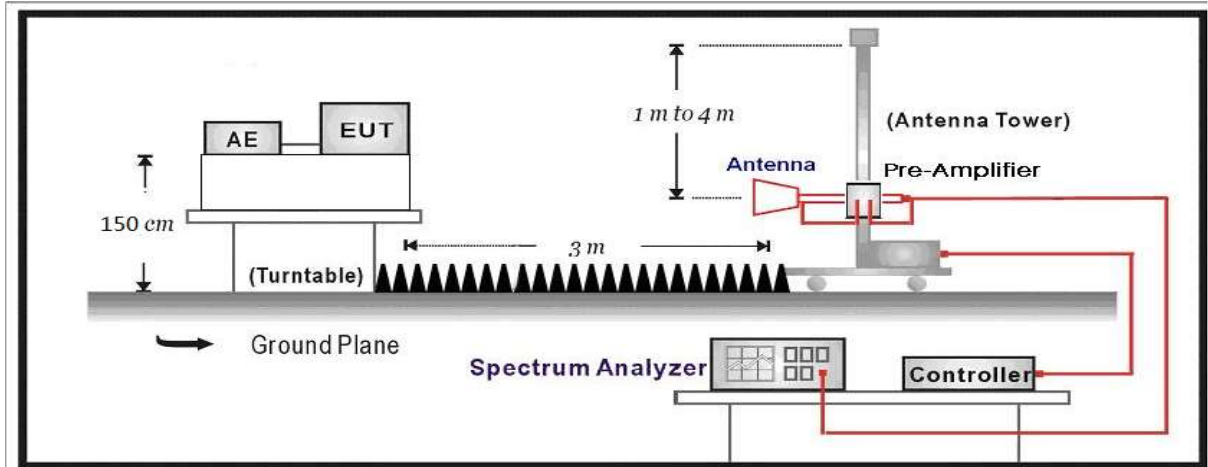 1 m to 4 m
(Antenna Tower)
AE
EUT
Antenna
Pre-Amplifier
150 cm
3 m
(Turntable)
Ground Plane
Spectrum Analyzer
Controller